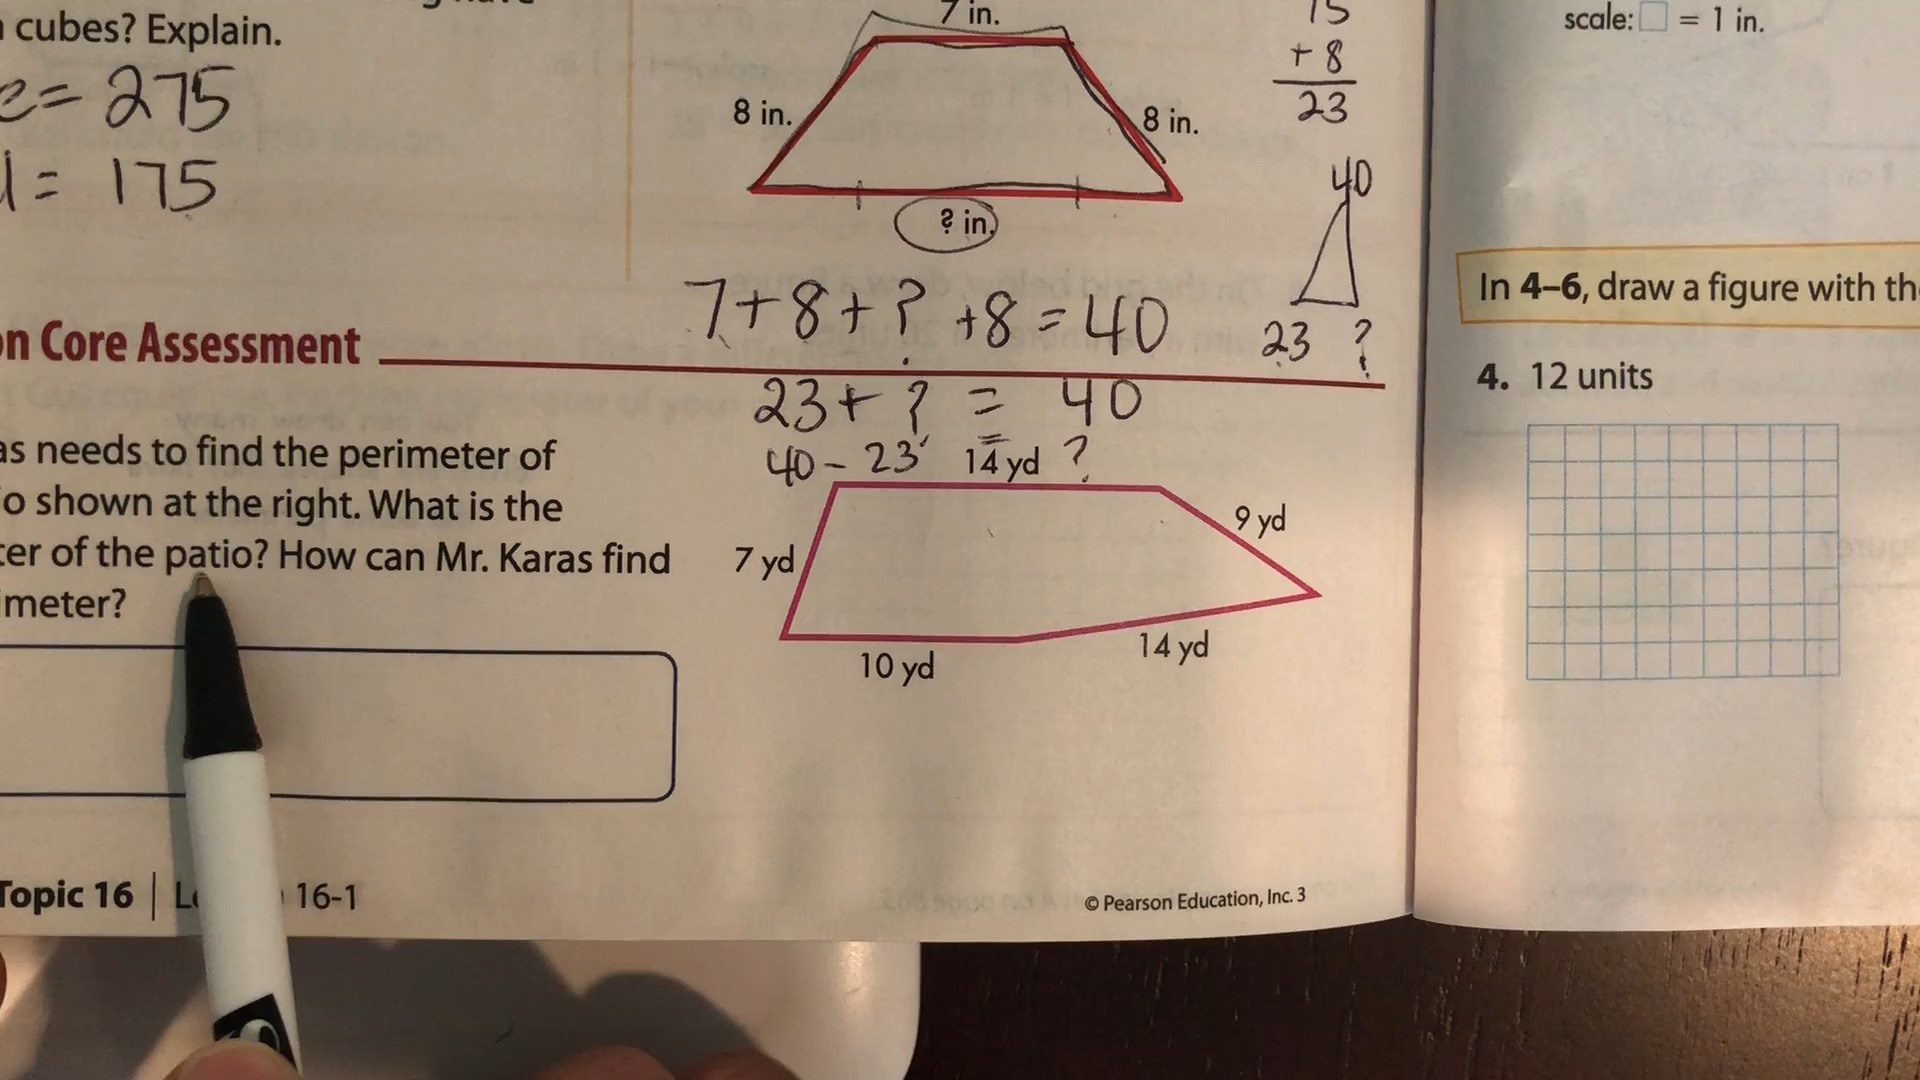 cubes? Explain.
e= 275
l= 175
7 in.
8 in.
8 in.
? in.
15
+ 8
23
40
23 ?
7+8+? +8=40
23+ ? = 40
40-23 = ?
on Core Assessment
as needs to find the perimeter of
o shown at the right. What is the
ter of the patio? How can Mr. Karas find
imeter?
14 yd
9 yd
7 yd
10 yd
14 yd
Topic 16 | 16-1
© Pearson Education, Inc. 3
scale: □ = 1 in.
In 4–6, draw a figure with th
4. 12 units